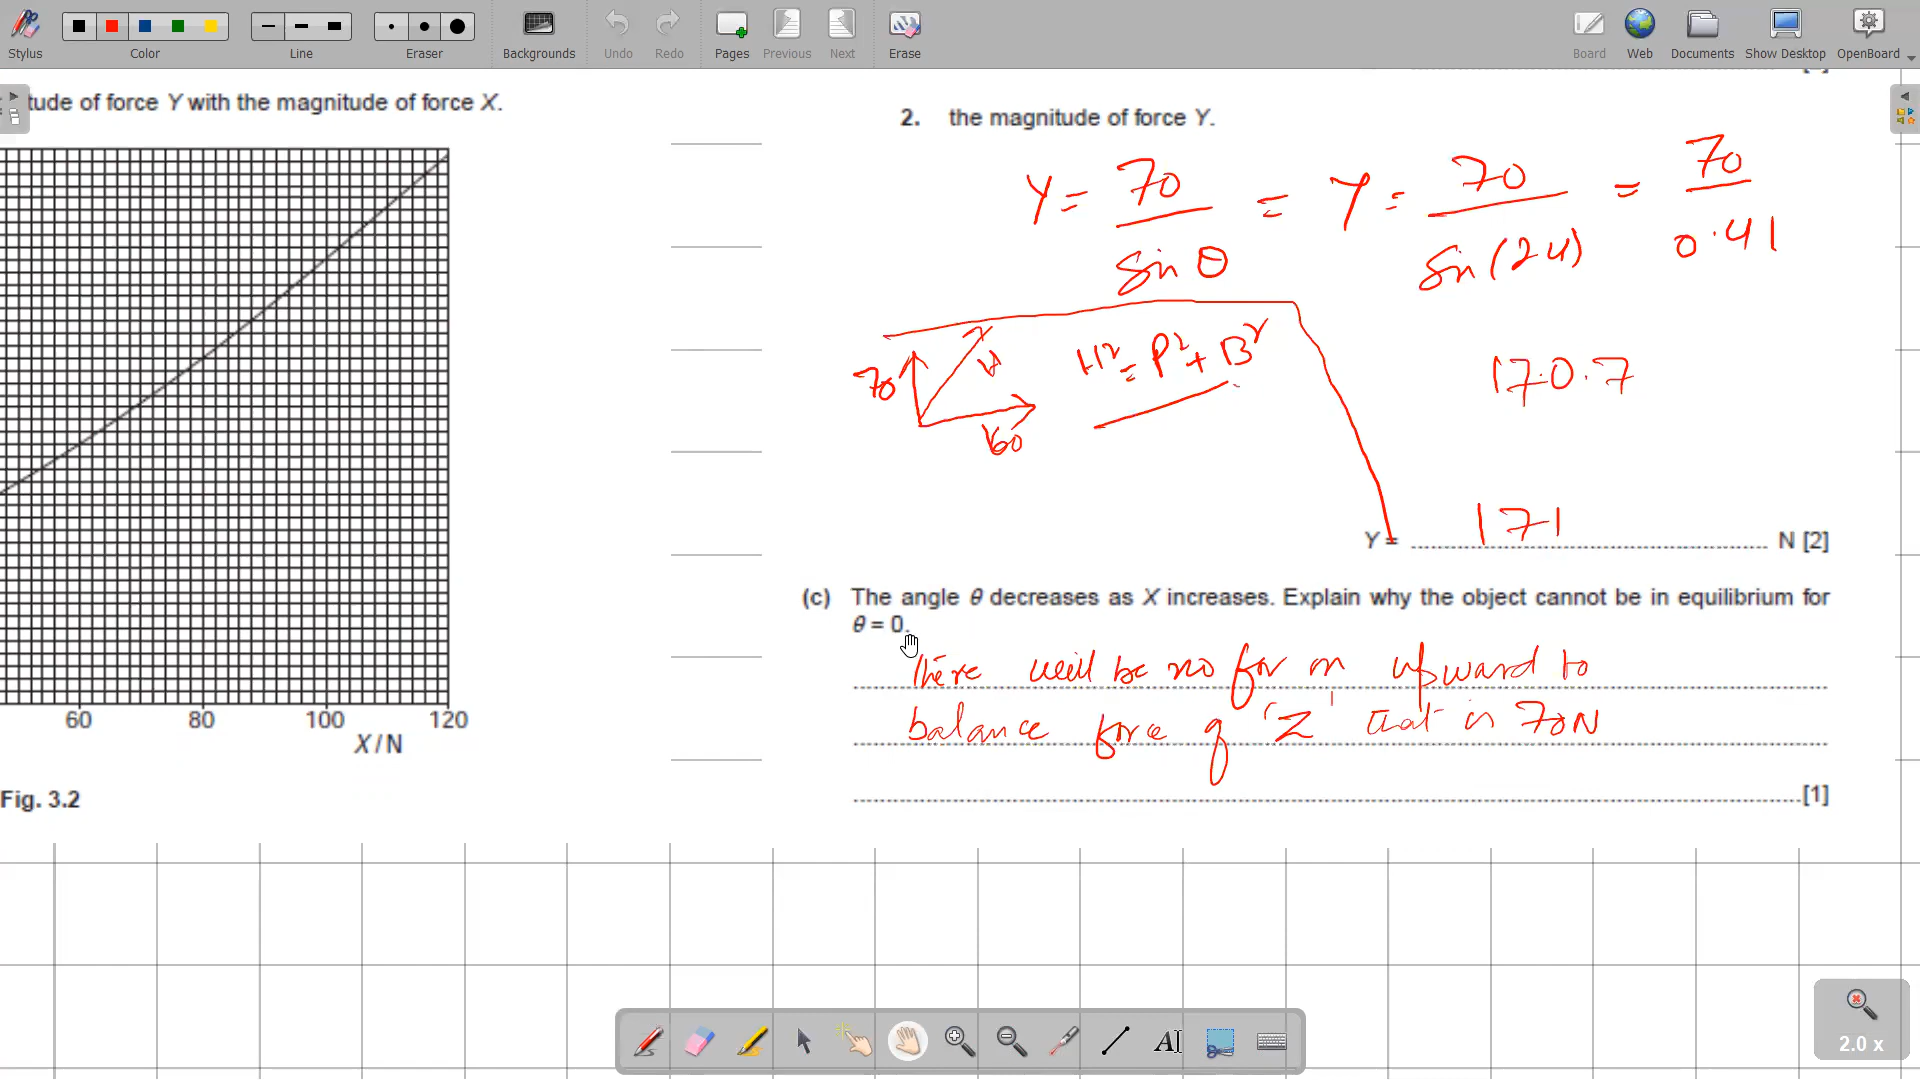 Stylus
Color
Line
Eraser
Backgrounds
Undo
Redo
Pages
Previous
Next
Erase
Board
Web
Documents
Show Desktop
OpenBoard
tude of force Y with the magnitude of force X.
60 80 100 120
X/N
Fig. 3.2
2. the magnitude of force Y.
Y = 70 / sin θ = Y = 70 / sin(24) = 70 / 0.41
70
160
H² = P² + B²
170.7
Y = 171 N [2]
(c) The angle θ decreases as X increases. Explain why the object cannot be in equilibrium for
θ = 0.
There will be no for upward to
balance force of 'Z' that is 70N
[1]
2.0 x